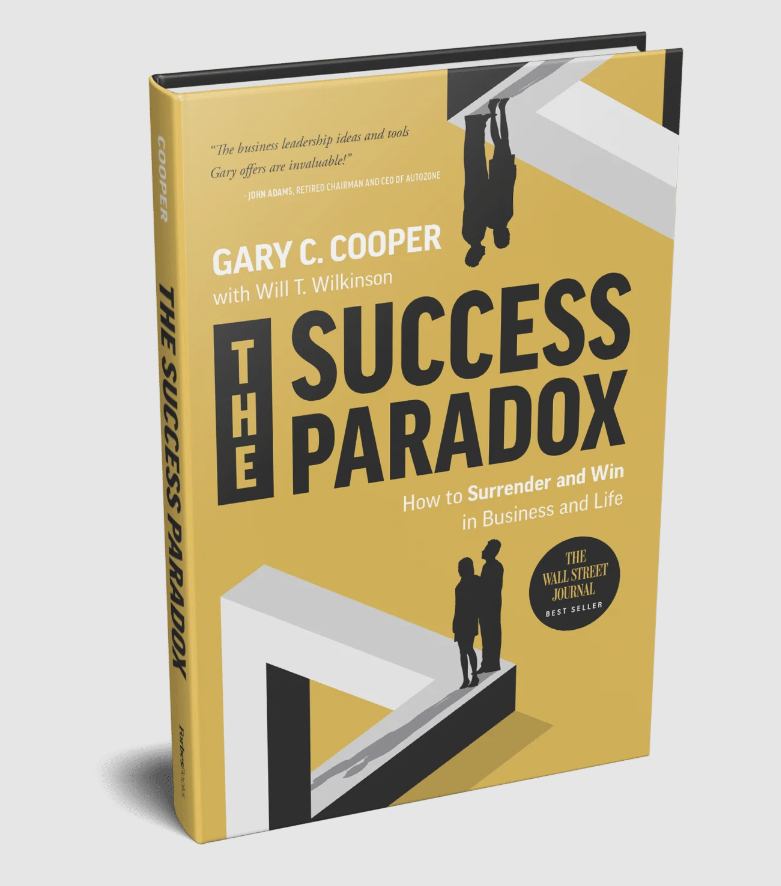 "The business leadership ideas and tools
Gary offers are invaluable!"
- JOHN ADAMS, RETIRED CHAIRMAN AND CEO OF AUTOZONE
GARY C. COOPER
with Will T. Wilkinson
THE
SUCCESS
PARADOX
How to Surrender and Win
in Business and Life
THE
WALL STREET
JOURNAL
BEST SELLER
COOPER
THE SUCCESS PARADOX
ForbesBooks